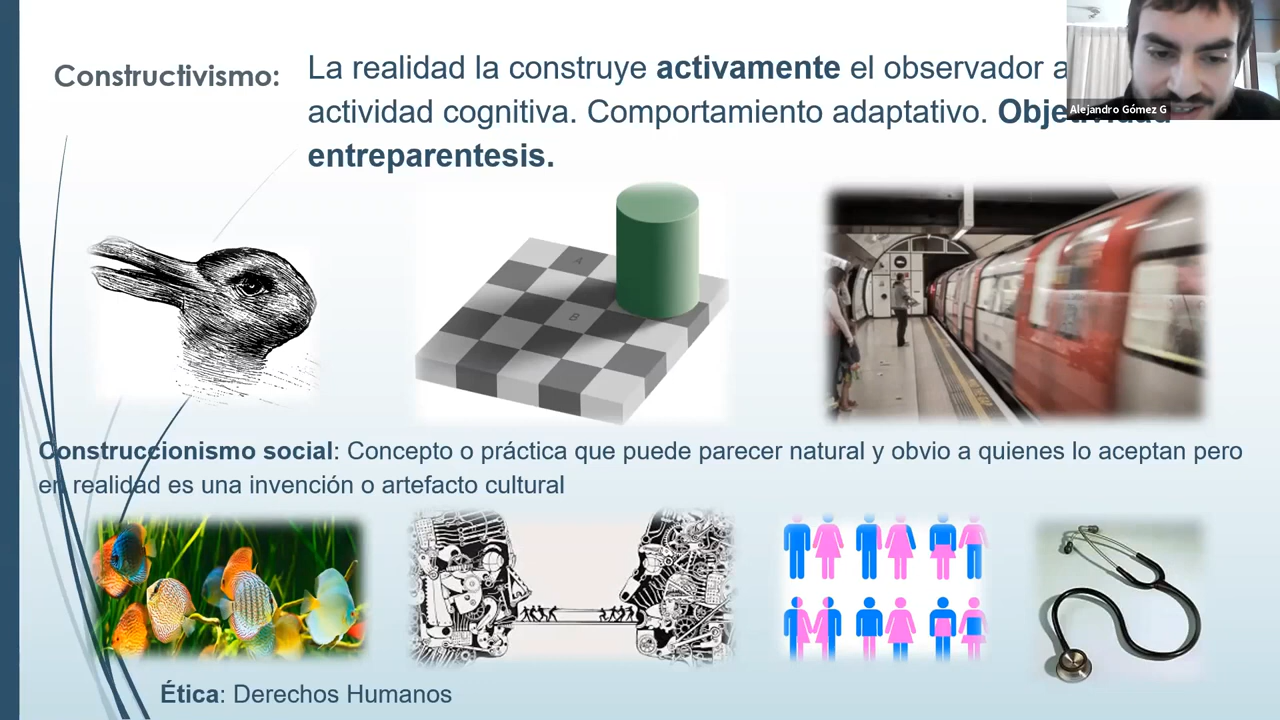 Constructivismo:
La realidad la construye activamente el observador a
actividad cognitiva. Comportamiento adaptativo. Objetividad
entreparentesis.
Alejandro Gómez G
A
B
Construccionismo social: Concepto o práctica que puede parecer natural y obvio a quienes lo aceptan pero
en realidad es una invención o artefacto cultural
Ética: Derechos Humanos